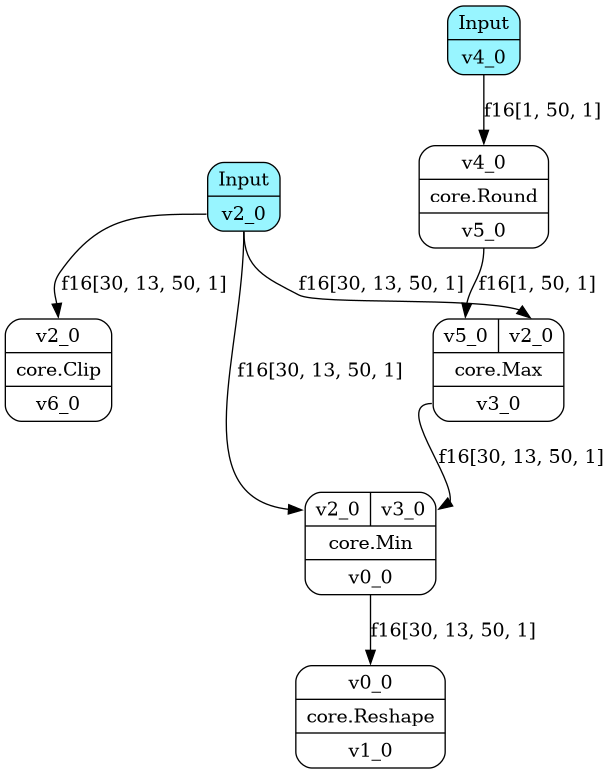 Input
v4_0
f16[1, 50, 1]
v4_0
core.Round
v5_0
Input
v2_0
f16[30, 13, 50, 1]
f16[30, 13, 50, 1]
f16[1, 50, 1]
v2_0
core.Clip
v6_0
v5_0 v2_0
core.Max
v3_0
f16[30, 13, 50, 1]
f16[30, 13, 50, 1]
v2_0 v3_0
core.Min
v0_0
f16[30, 13, 50, 1]
v0_0
core.Reshape
v1_0